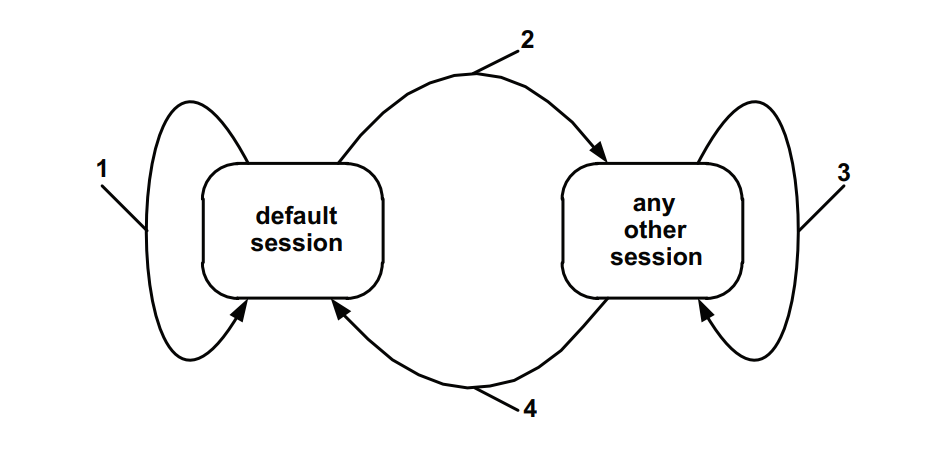 2
1
3
default
session
any
other
session
4